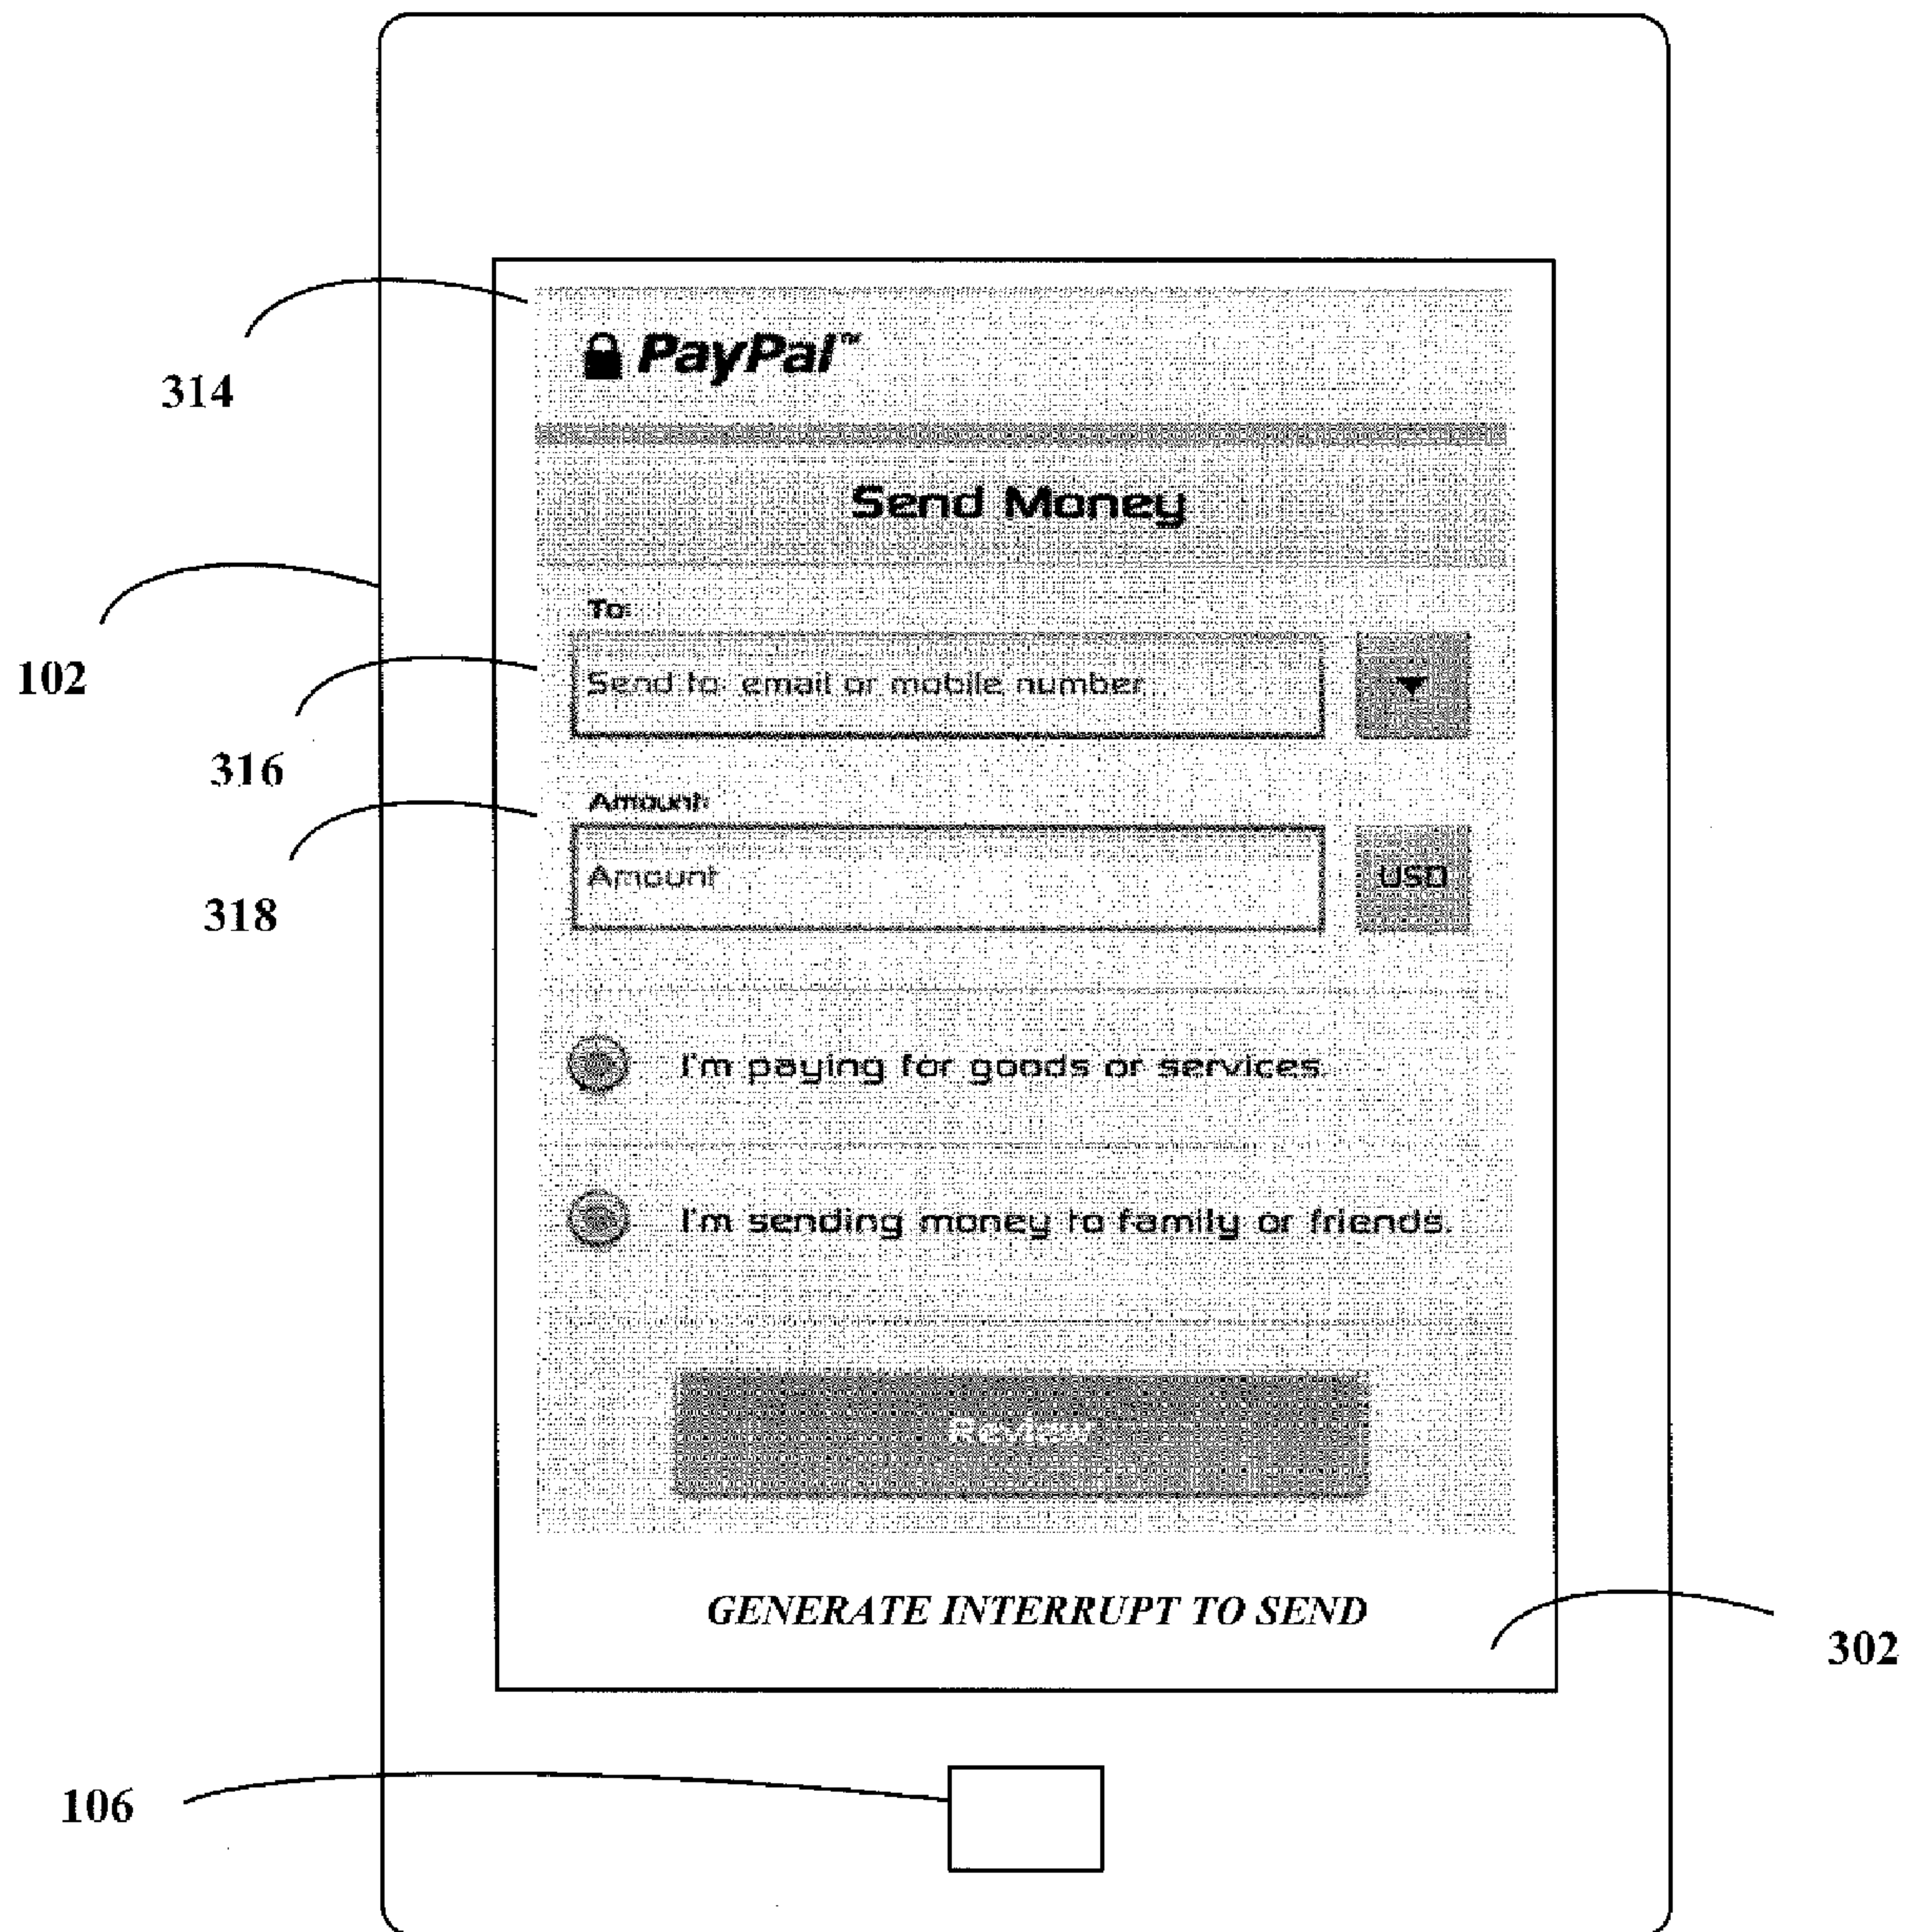 PayPal™
314
Send Money
102
To:
Send to: email or mobile number
316
Amount:
Amount
USD
318
I'm paying for goods or services.
I'm sending money to family or friends.
Review
GENERATE INTERRUPT TO SEND
302
106